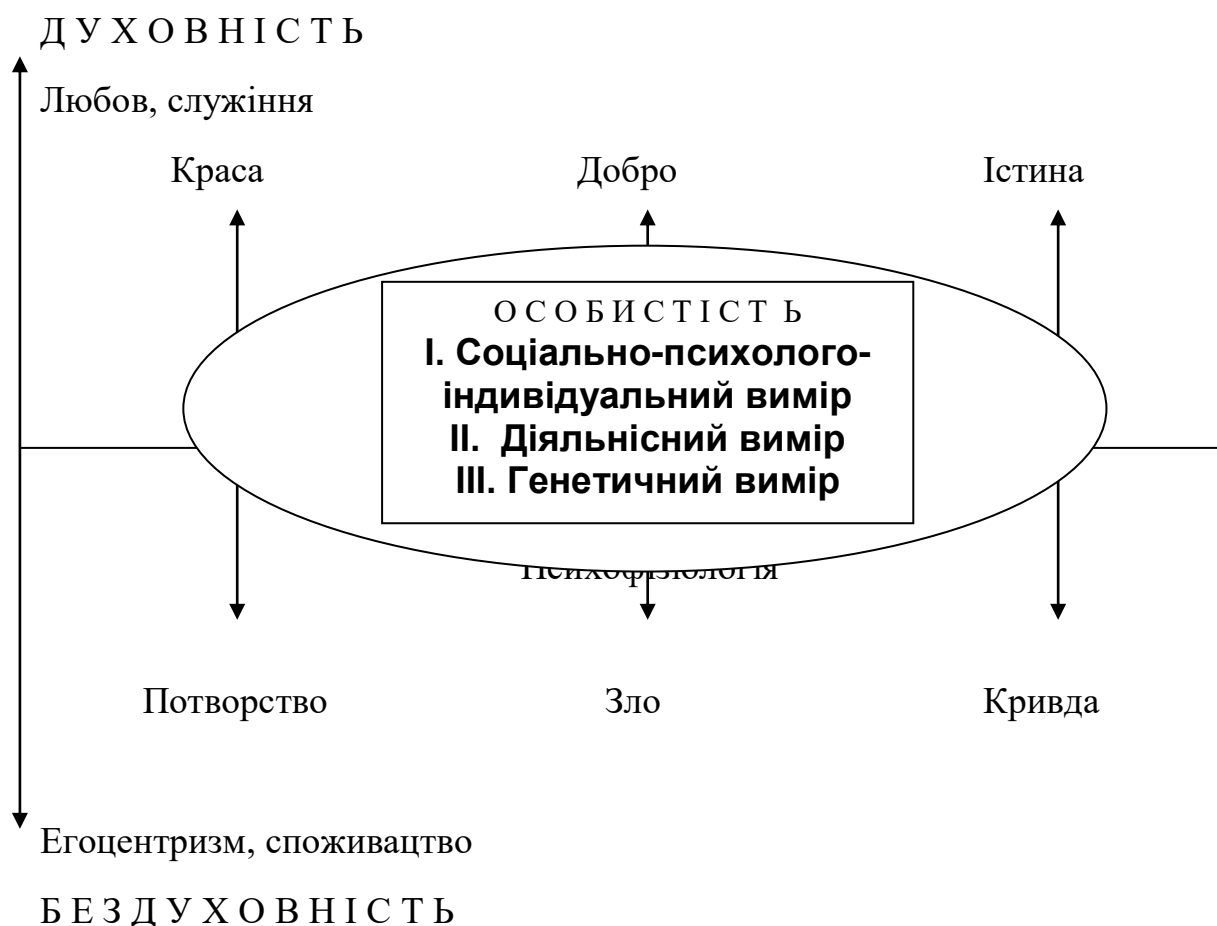 Д У Х О В Н І С Т Ь
Любов, служіння
Краса Добро Істина
О С О Б И С Т І С Т Ь
І. Соціально-психолого-
індивідуальний вимір
ІІ. Діяльнісний вимір
ІІІ. Генетичний вимір
Психофізіологія
Потворство Зло Кривда
Егоцентризм, споживацтво
Б Е З Д У Х О В Н І С Т Ь